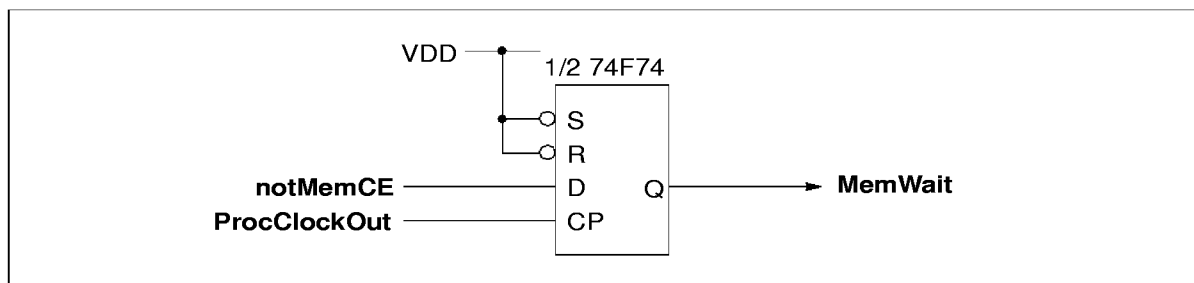 VDD
1/2 74F74
S
R
notMemCE
D
Q
MemWait
ProcClockOut
CP